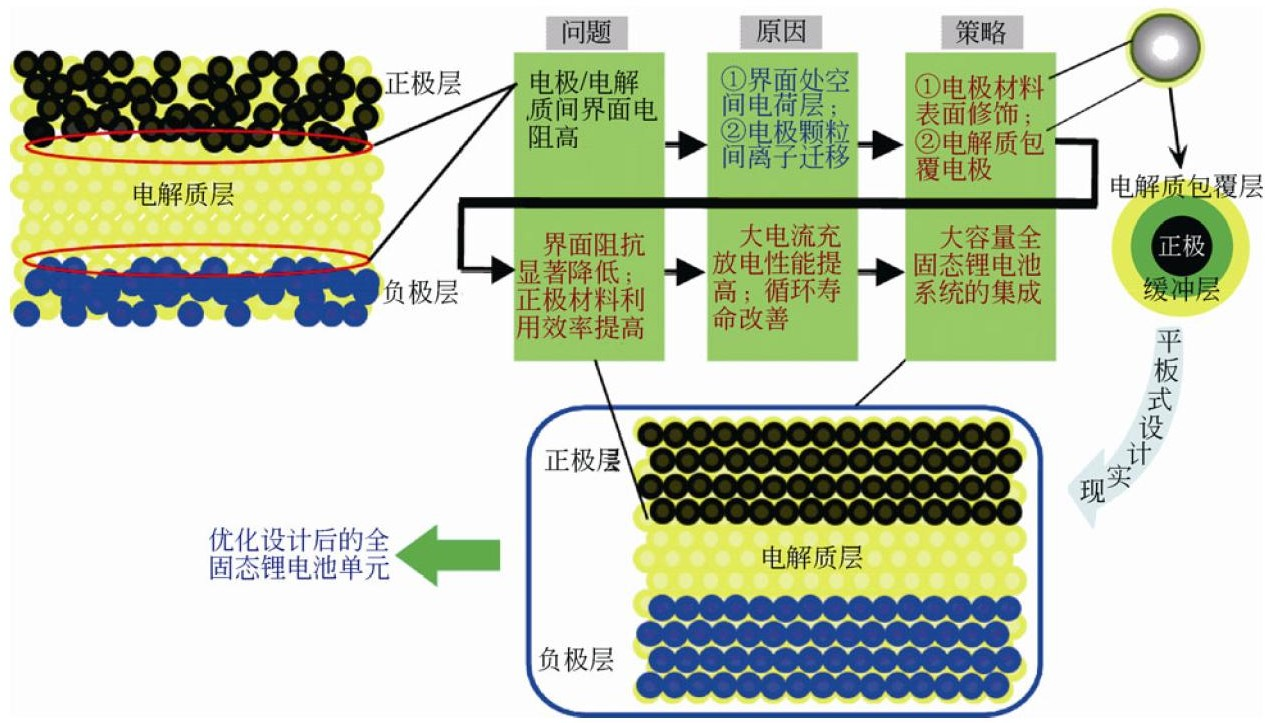 问题
原因
策略
正极层
电解质层
负极层
电极/电解
质间界面电
阻高
①界面处空
间电荷层；
②电极颗粒
间离子迁移
①电极材料
表面修饰；
②电解质包
覆电极
界面阻抗
显著降低；
正极材料利
用效率提高
大电流充
放电性能提
高；循环寿
命改善
大容量全
固态锂电池
系统的集成
电解质包覆层
正极
缓冲层
平板式设计实现
正极层
电解质层
负极层
优化设计后的全
固态锂电池单元